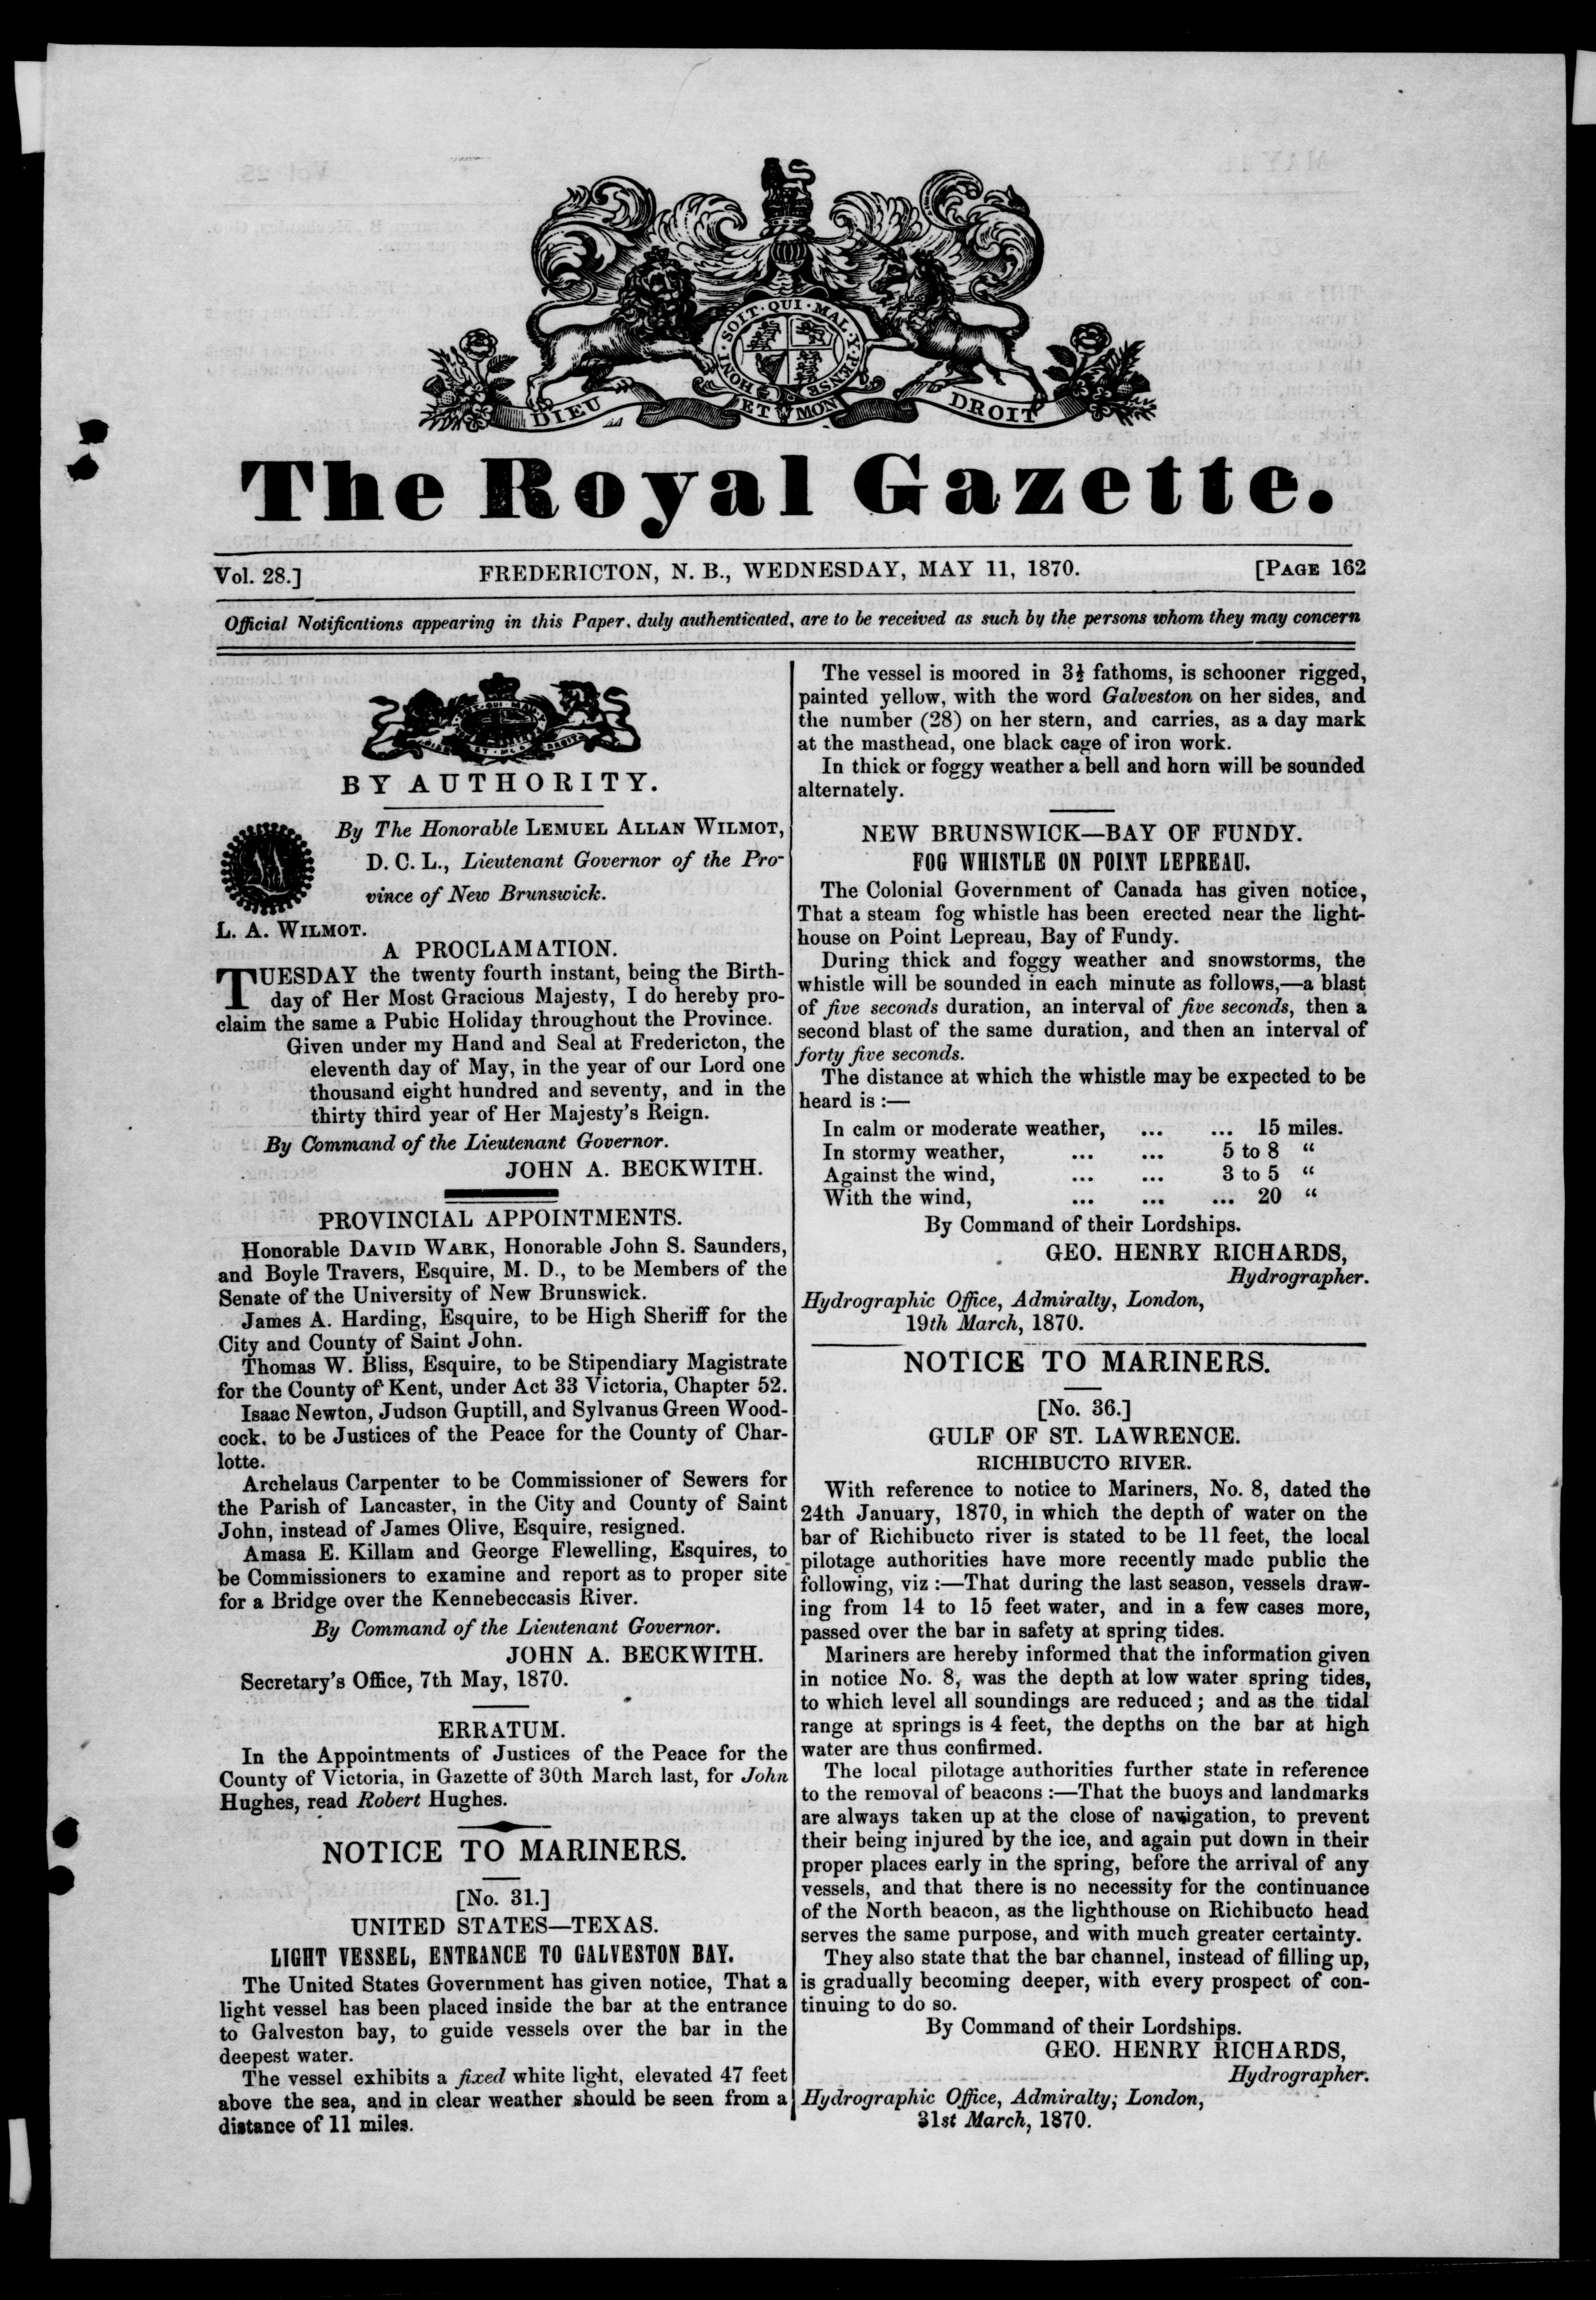 HONI · SOIT · QUI · MAL · Y · PENSE
DIEU ET MON DROIT
The Royal Gazette.
Vol. 28.] FREDERICTON, N. B., WEDNESDAY, MAY 11, 1870. [PAGE 162
Official Notifications appearing in this Paper, duly authenticated, are to be received as such by the persons whom they may concern
BY AUTHORITY.
By The Honorable LEMUEL ALLAN WILMOT,
D. C. L., Lieutenant Governor of the Pro-
vince of New Brunswick.
L. A. WILMOT.
A PROCLAMATION.
TUESDAY the twenty fourth instant, being the Birth-
day of Her Most Gracious Majesty, I do hereby pro-
claim the same a Pubic Holiday throughout the Province.
Given under my Hand and Seal at Fredericton, the
eleventh day of May, in the year of our Lord one
thousand eight hundred and seventy, and in the
thirty third year of Her Majesty's Reign.
By Command of the Lieutenant Governor.
JOHN A. BECKWITH.
PROVINCIAL APPOINTMENTS.
Honorable DAVID WARK, Honorable John S. Saunders,
and Boyle Travers, Esquire, M. D., to be Members of the
Senate of the University of New Brunswick.
James A. Harding, Esquire, to be High Sheriff for the
City and County of Saint John.
Thomas W. Bliss, Esquire, to be Stipendiary Magistrate
for the County of Kent, under Act 33 Victoria, Chapter 52.
Isaac Newton, Judson Guptill, and Sylvanus Green Wood-
cock, to be Justices of the Peace for the County of Char-
lotte.
Archelaus Carpenter to be Commissioner of Sewers for
the Parish of Lancaster, in the City and County of Saint
John, instead of James Olive, Esquire, resigned.
Amasa E. Killam and George Flewelling, Esquires, to
be Commissioners to examine and report as to proper site
for a Bridge over the Kennebeccasis River.
By Command of the Lieutenant Governor.
JOHN A. BECKWITH.
Secretary's Office, 7th May, 1870.
ERRATUM.
In the Appointments of Justices of the Peace for the
County of Victoria, in Gazette of 30th March last, for John
Hughes, read Robert Hughes.
NOTICE TO MARINERS.
[No. 31.]
UNITED STATES—TEXAS.
LIGHT VESSEL, ENTRANCE TO GALVESTON BAY.
The United States Government has given notice, That a
light vessel has been placed inside the bar at the entrance
to Galveston bay, to guide vessels over the bar in the
deepest water.
The vessel exhibits a fixed white light, elevated 47 feet
above the sea, and in clear weather should be seen from a
distance of 11 miles.
The vessel is moored in 3½ fathoms, is schooner rigged,
painted yellow, with the word Galveston on her sides, and
the number (28) on her stern, and carries, as a day mark
at the masthead, one black cage of iron work.
In thick or foggy weather a bell and horn will be sounded
alternately.
NEW BRUNSWICK—BAY OF FUNDY.
FOG WHISTLE ON POINT LEPREAU.
The Colonial Government of Canada has given notice,
That a steam fog whistle has been erected near the light-
house on Point Lepreau, Bay of Fundy.
During thick and foggy weather and snowstorms, the
whistle will be sounded in each minute as follows,—a blast
of five seconds duration, an interval of five seconds, then a
second blast of the same duration, and then an interval of
forty five seconds.
The distance at which the whistle may be expected to be
heard is :—
In calm or moderate weather, ... ... 15 miles.
In stormy weather, ... ... 5 to 8 “
Against the wind, ... ... 3 to 5 “
With the wind, ... ... ... 20 “
By Command of their Lordships.
GEO. HENRY RICHARDS,
Hydrographer.
Hydrographic Office, Admiralty, London,
19th March, 1870.
NOTICE TO MARINERS.
[No. 36.]
GULF OF ST. LAWRENCE.
RICHIBUCTO RIVER.
With reference to notice to Mariners, No. 8, dated the
24th January, 1870, in which the depth of water on the
bar of Richibucto river is stated to be 11 feet, the local
pilotage authorities have more recently made public the
following, viz :—That during the last season, vessels draw-
ing from 14 to 15 feet water, and in a few cases more,
passed over the bar in safety at spring tides.
Mariners are hereby informed that the information given
in notice No. 8, was the depth at low water spring tides,
to which level all soundings are reduced ; and as the tidal
range at springs is 4 feet, the depths on the bar at high
water are thus confirmed.
The local pilotage authorities further state in reference
to the removal of beacons :—That the buoys and landmarks
are always taken up at the close of navigation, to prevent
their being injured by the ice, and again put down in their
proper places early in the spring, before the arrival of any
vessels, and that there is no necessity for the continuance
of the North beacon, as the lighthouse on Richibucto head
serves the same purpose, and with much greater certainty.
They also state that the bar channel, instead of filling up,
is gradually becoming deeper, with every prospect of con-
tinuing to do so.
By Command of their Lordships.
GEO. HENRY RICHARDS,
Hydrographer.
Hydrographic Office, Admiralty; London,
31st March, 1870.